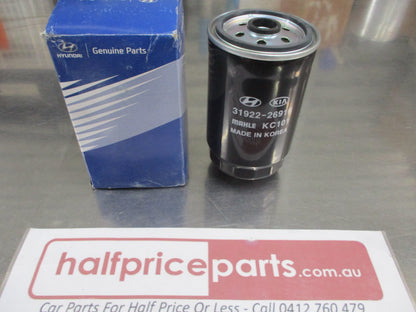 HYUNDAI
Genuine Parts
KIA
31922-2691
MAHLE KC10
MADE IN KOREA
halfpriceparts.com.au
Car Parts For Half Price Or Less - Call 0412 760 479